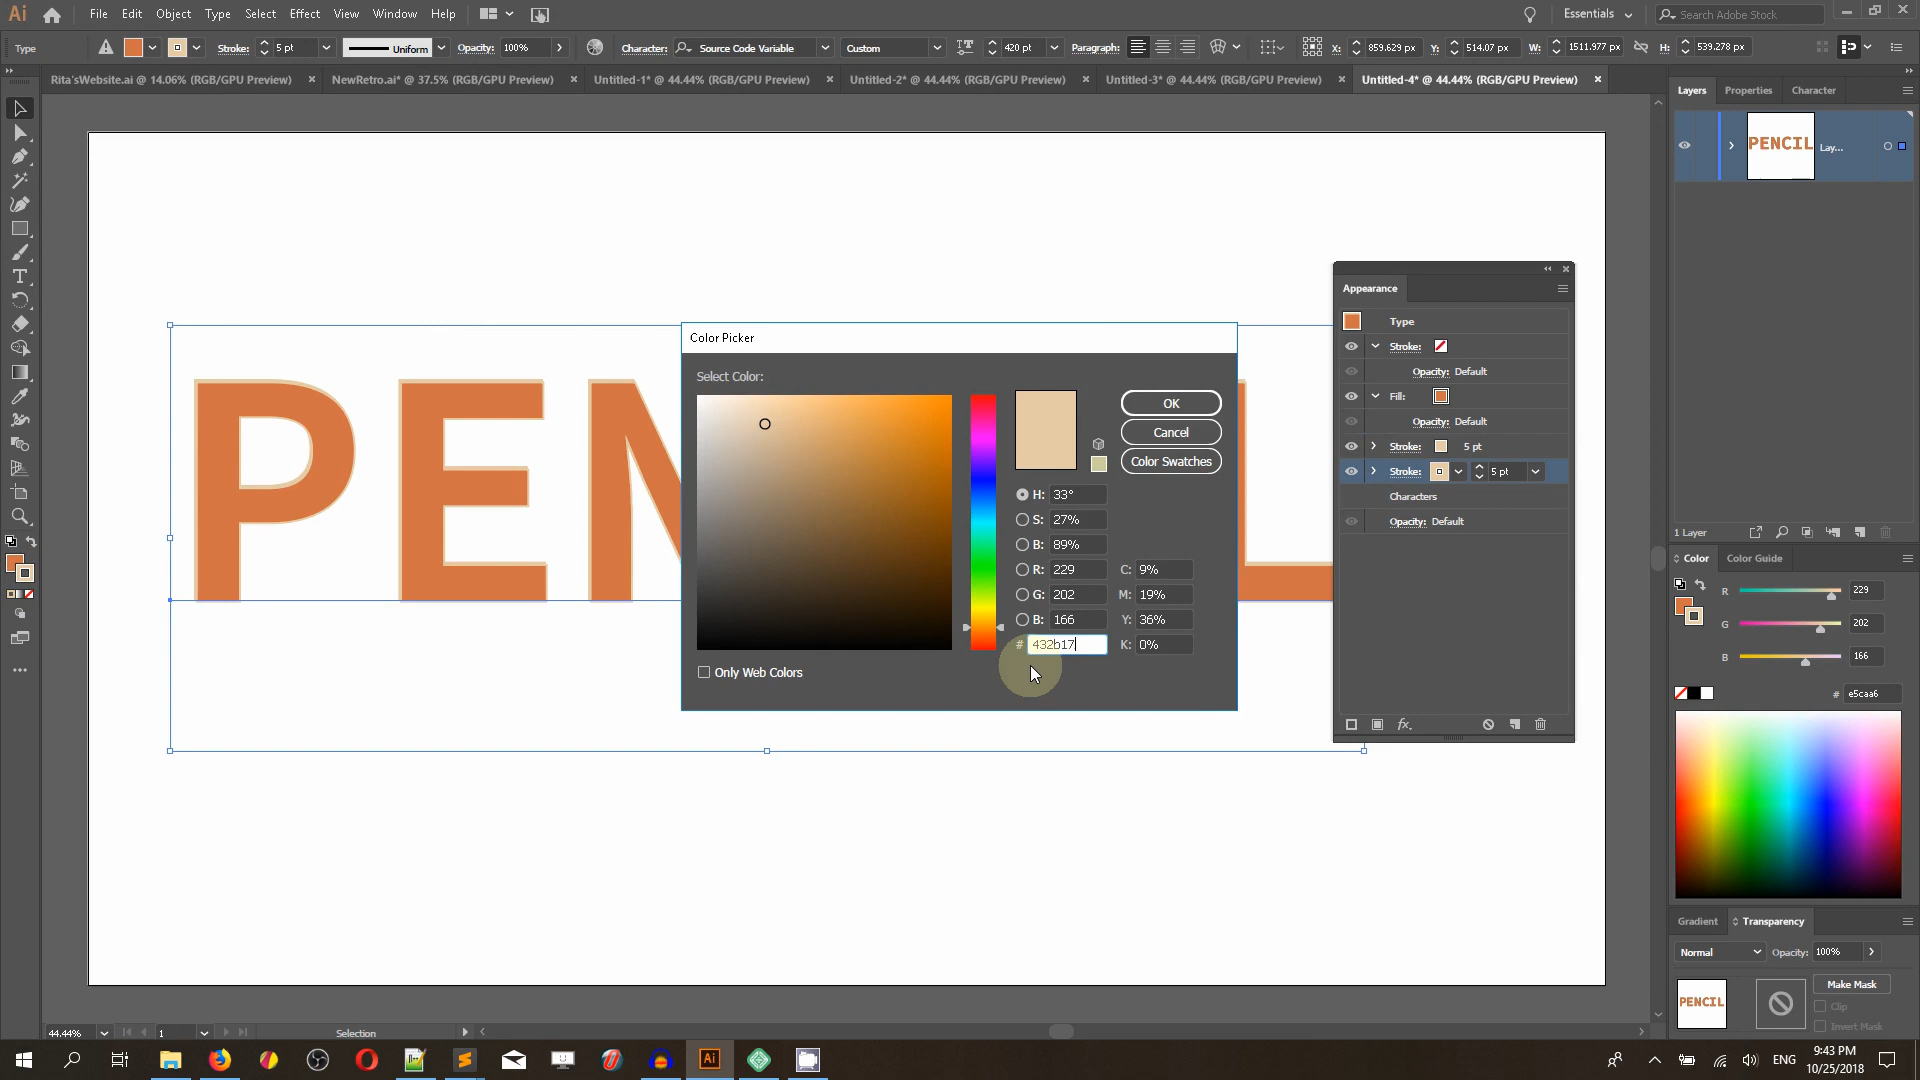 Ai File Edit Object Type Select Effect View Window Help Essentials Search Adobe Stock
Type Stroke: 5 pt Uniform Opacity: 100% Character: Source Code Variable Custom 420 pt Paragraph: X: 859.629 px Y: 514.07 px W: 1511.977 px H: 539.278 px
Rita'sWebsite.ai @ 14.06% (RGB/GPU Preview) NewRetro.ai* @ 37.5% (RGB/GPU Preview) Untitled-1* @ 44.44% (RGB/GPU Preview) Untitled-2* @ 44.44% (RGB/GPU Preview) Untitled-3* @ 44.44% (RGB/GPU Preview) Untitled-4* @ 44.44% (RGB/GPU Preview)
Layers Properties Character
PENCIL Lay...
1 Layer
PEN L
Color Picker
Select Color:
OK
Cancel
Color Swatches
H: 33°
S: 27%
B: 89%
R: 229 C: 9%
G: 202 M: 19%
B: 166 Y: 36%
# 432b17 K: 0%
Only Web Colors
Appearance
Type
Stroke:
Opacity: Default
Fill:
Opacity: Default
Stroke: 5 pt
Stroke: 5 pt
Characters
Opacity: Default
Color Color Guide
R 229
G 202
B 166
# e5caa6
Gradient Transparency
Normal Opacity: 100%
PENCIL Make Mask
Clip
Invert Mask
44.44% 1 Selection
Ai ENG 9:43 PM
10/25/2018